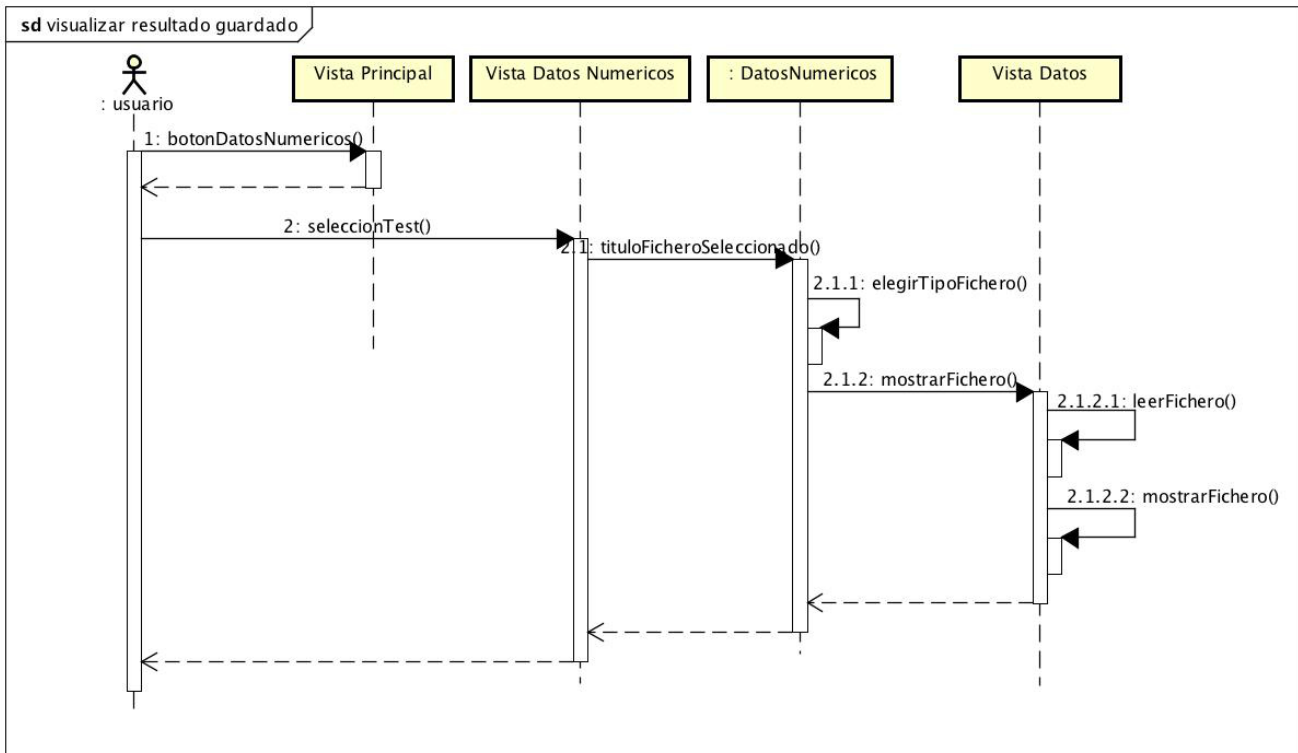 sd visualizar resultado guardado
: usuario
Vista Principal
Vista Datos Numericos
: DatosNumericos
Vista Datos
1: botonDatosNumericos()
2: seleccionTest()
2.1: tituloFicheroSeleccionado()
2.1.1: elegirTipoFichero()
2.1.2: mostrarFichero()
2.1.2.1: leerFichero()
2.1.2.2: mostrarFichero()